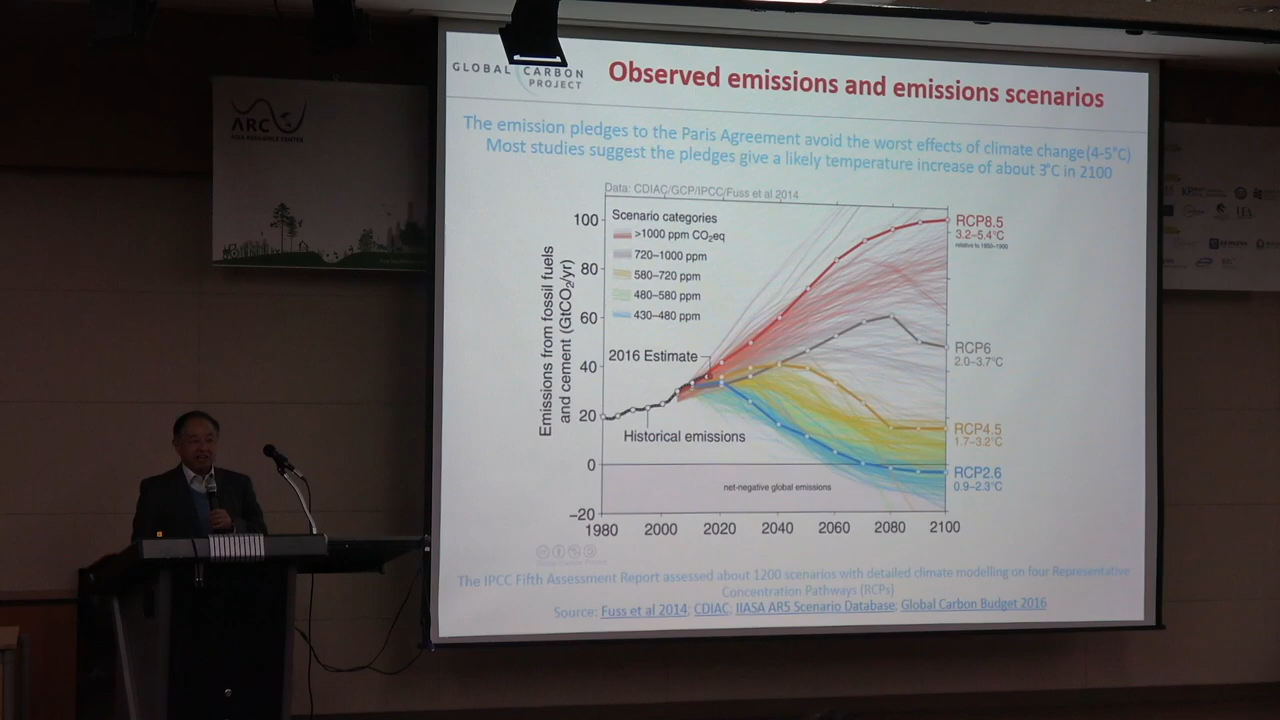 GLOBAL CARBON
PROJECT
Observed emissions and emissions scenarios
The emission pledges to the Paris Agreement avoid the worst effects of climate change (4-5°C)
Most studies suggest the pledges give a likely temperature increase of about 3°C in 2100
Data: CDIAC/GCP/IPCC/Fuss et al 2014
Scenario categories
>1000 ppm CO₂eq
720–1000 ppm
580–720 ppm
480–580 ppm
430–480 ppm
Emissions from fossil fuels
and cement (GtCO₂/yr)
100
80
60
40
20
0
−20
1980 2000 2020 2040 2060 2080 2100
2016 Estimate
Historical emissions
net-negative global emissions
RCP8.5
3.2–5.4°C
relative to 1850–1900
RCP6
2.0–3.7°C
RCP4.5
1.7–3.2°C
RCP2.6
0.9–2.3°C
The IPCC Fifth Assessment Report assessed about 1200 scenarios with detailed climate modelling on four Representative
Concentration Pathways (RCPs)
Source: Fuss et al 2014; CDIAC; IIASA AR5 Scenario Database; Global Carbon Budget 2016
ARC
ASIA RESILIENCE CENTRE